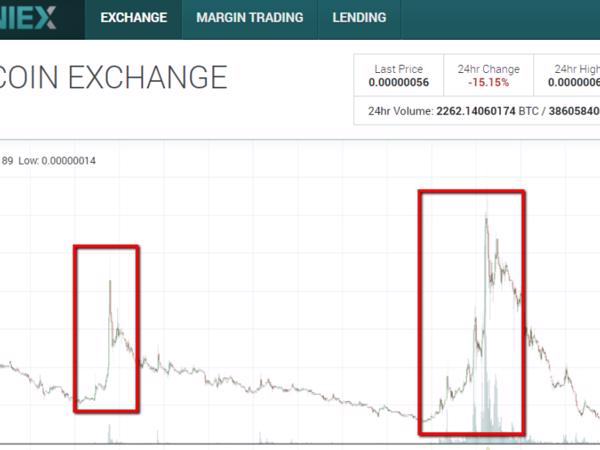 NIEX EXCHANGE MARGIN TRADING LENDING
COIN EXCHANGE
Last Price 24hr Change 24hr High
0.00000056 -15.15% 0.0000006
24hr Volume: 2262.14060174 BTC / 38605840
89 Low: 0.00000014